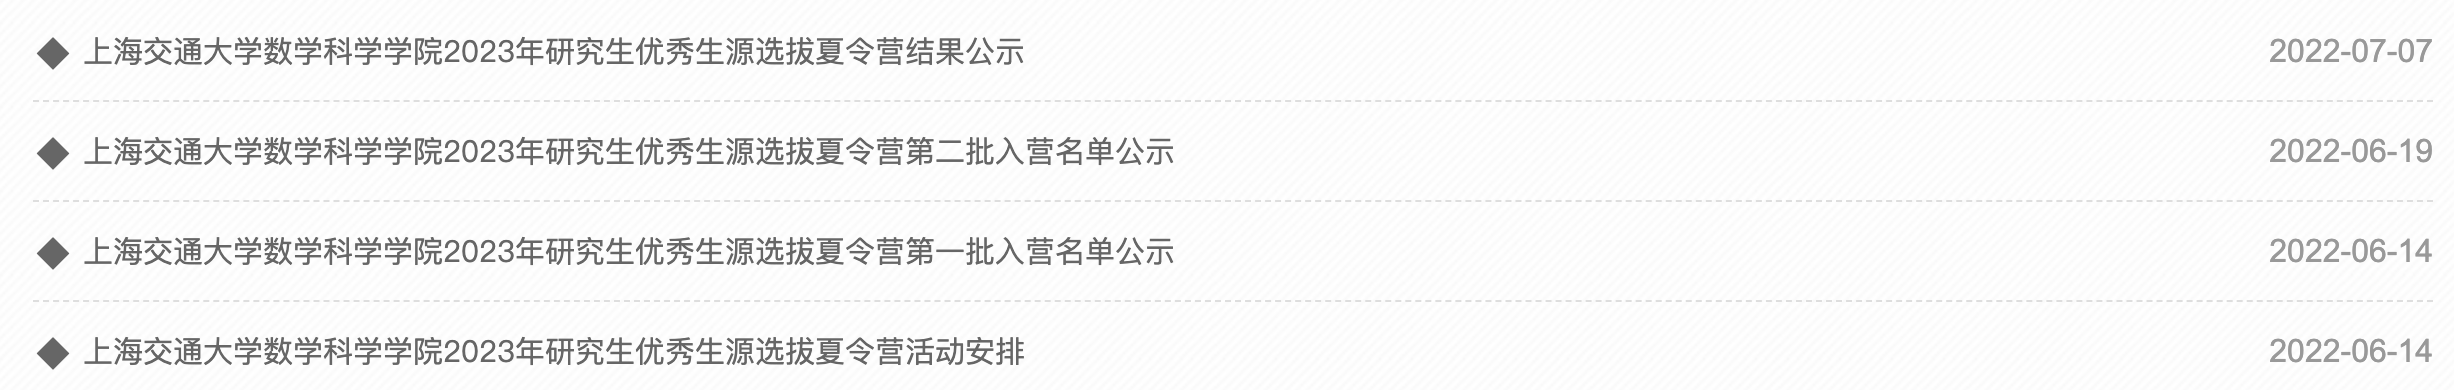 上海交通大学数学科学学院2023年研究生优秀生源选拔夏令营结果公示 2022-07-07
上海交通大学数学科学学院2023年研究生优秀生源选拔夏令营第二批入营名单公示 2022-06-19
上海交通大学数学科学学院2023年研究生优秀生源选拔夏令营第一批入营名单公示 2022-06-14
上海交通大学数学科学学院2023年研究生优秀生源选拔夏令营活动安排 2022-06-14